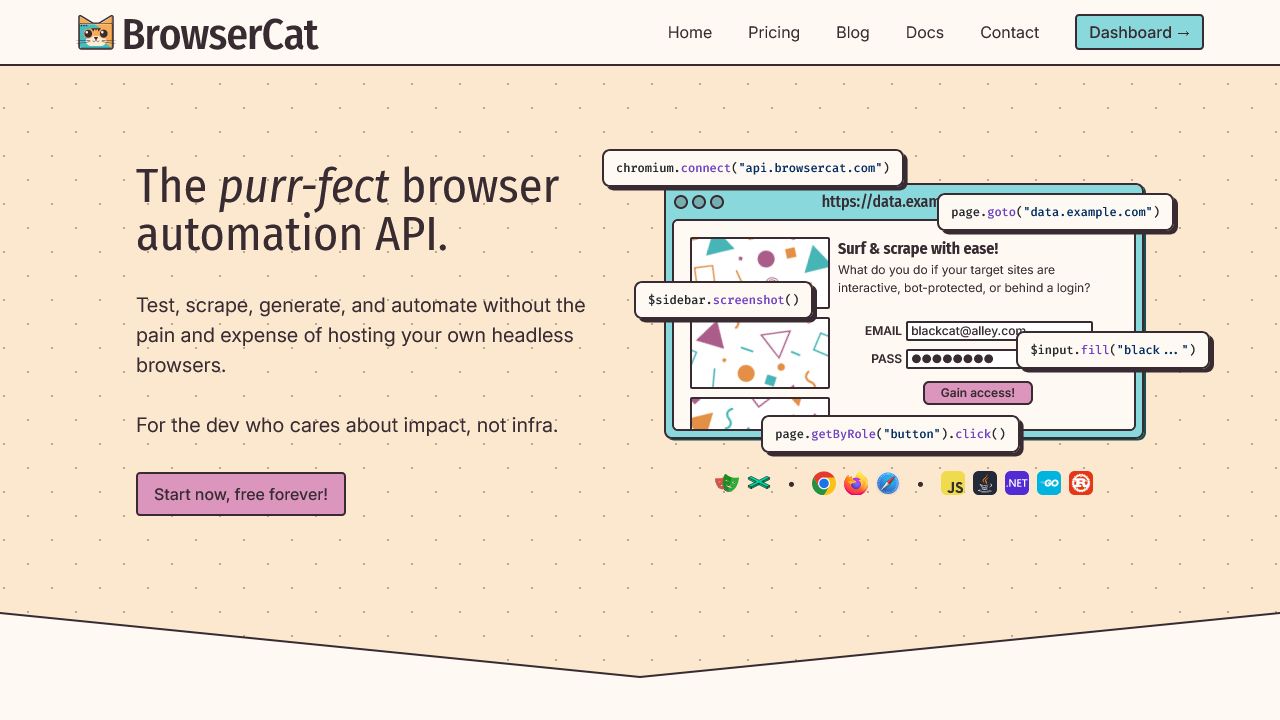 BrowserCat
Home
Pricing
Blog
Docs
Contact
Dashboard →
The purr-fect browser
automation API.
Test, scrape, generate, and automate without the
pain and expense of hosting your own headless
browsers.
For the dev who cares about impact, not infra.
Start now, free forever!
chromium.connect("api.browsercat.com")
https://data.exam
page.goto("data.example.com")
Surf & scrape with ease!
What do you do if your target sites are
interactive, bot-protected, or behind a login?
$sidebar.screenshot()
EMAIL
blackcat@alley.com
PASS
●●●●●●●●
$input.fill("black...")
Gain access!
page.getByRole("button").click()
JS
.NET
GO